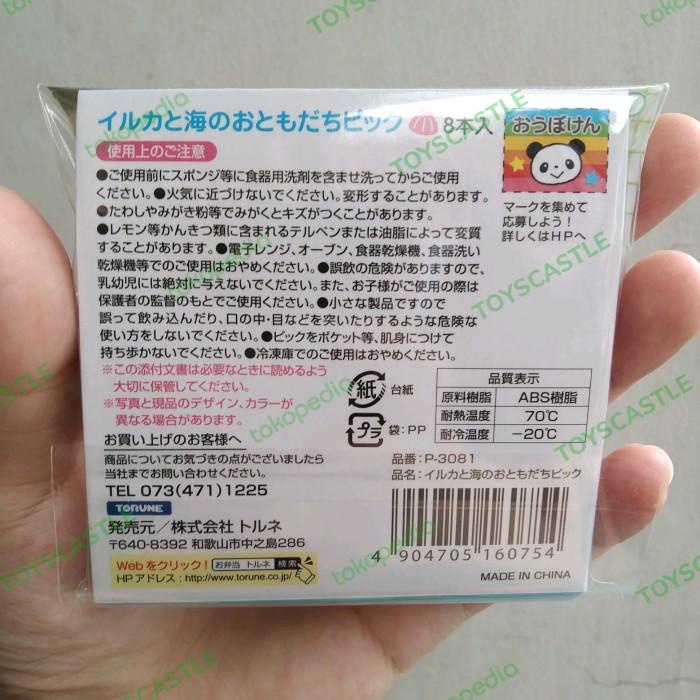 イルカと海のおともだちピック 8本入
おうぼけん
マークを集めて
応募しよう!
詳しくはHPへ
使用上のご注意
●ご使用前にスポンジ等に食器用洗剤を含ませ洗ってからご使用
ください。●火気に近づけないでください。変形することがあります。
●たわしやみがき粉等でみがくとキズがつくことがあります。
●レモン等かんきつ類に含まれるテルペンまたは油脂によって変質
することがあります。●電子レンジ、オーブン、食器乾燥機、食器洗い
乾燥機等でのご使用はおやめください。●誤飲の危険がありますので、
乳幼児には絶対に与えないでください。また、お子様がご使用の際は
保護者の監督のもとでご使用ください。●小さな製品ですので
誤って飲み込んだり、口の中・目などを突いたりするような危険な
使い方をしないでください。●ピックをポケット等、肌身につけて
持ち歩かないでください。●冷凍庫でのご使用はおやめください。
※この添付文書は必要なときに読めるよう
大切に保管してください。
※写真と現品のデザイン、カラーが
異なる場合があります。
お買い上げのお客様へ
商品についてお気づきの点がございましたら
当社までお問い合わせください。
TEL 073(471)1225
TORUNE
発売元/株式会社 トルネ
〒640-8392 和歌山市中之島286
Webをクリック! お弁当 トルネ 検索
HPアドレス:http://www.torune.co.jp/
紙 台紙
プラ 袋:PP
品質表示
原料樹脂 ABS樹脂
耐熱温度 70℃
耐冷温度 −20℃
品番:P-3081
品名:イルカと海のおともだちピック
4 904705 160754
MADE IN CHINA
tokopedia
TOYSCASTLE